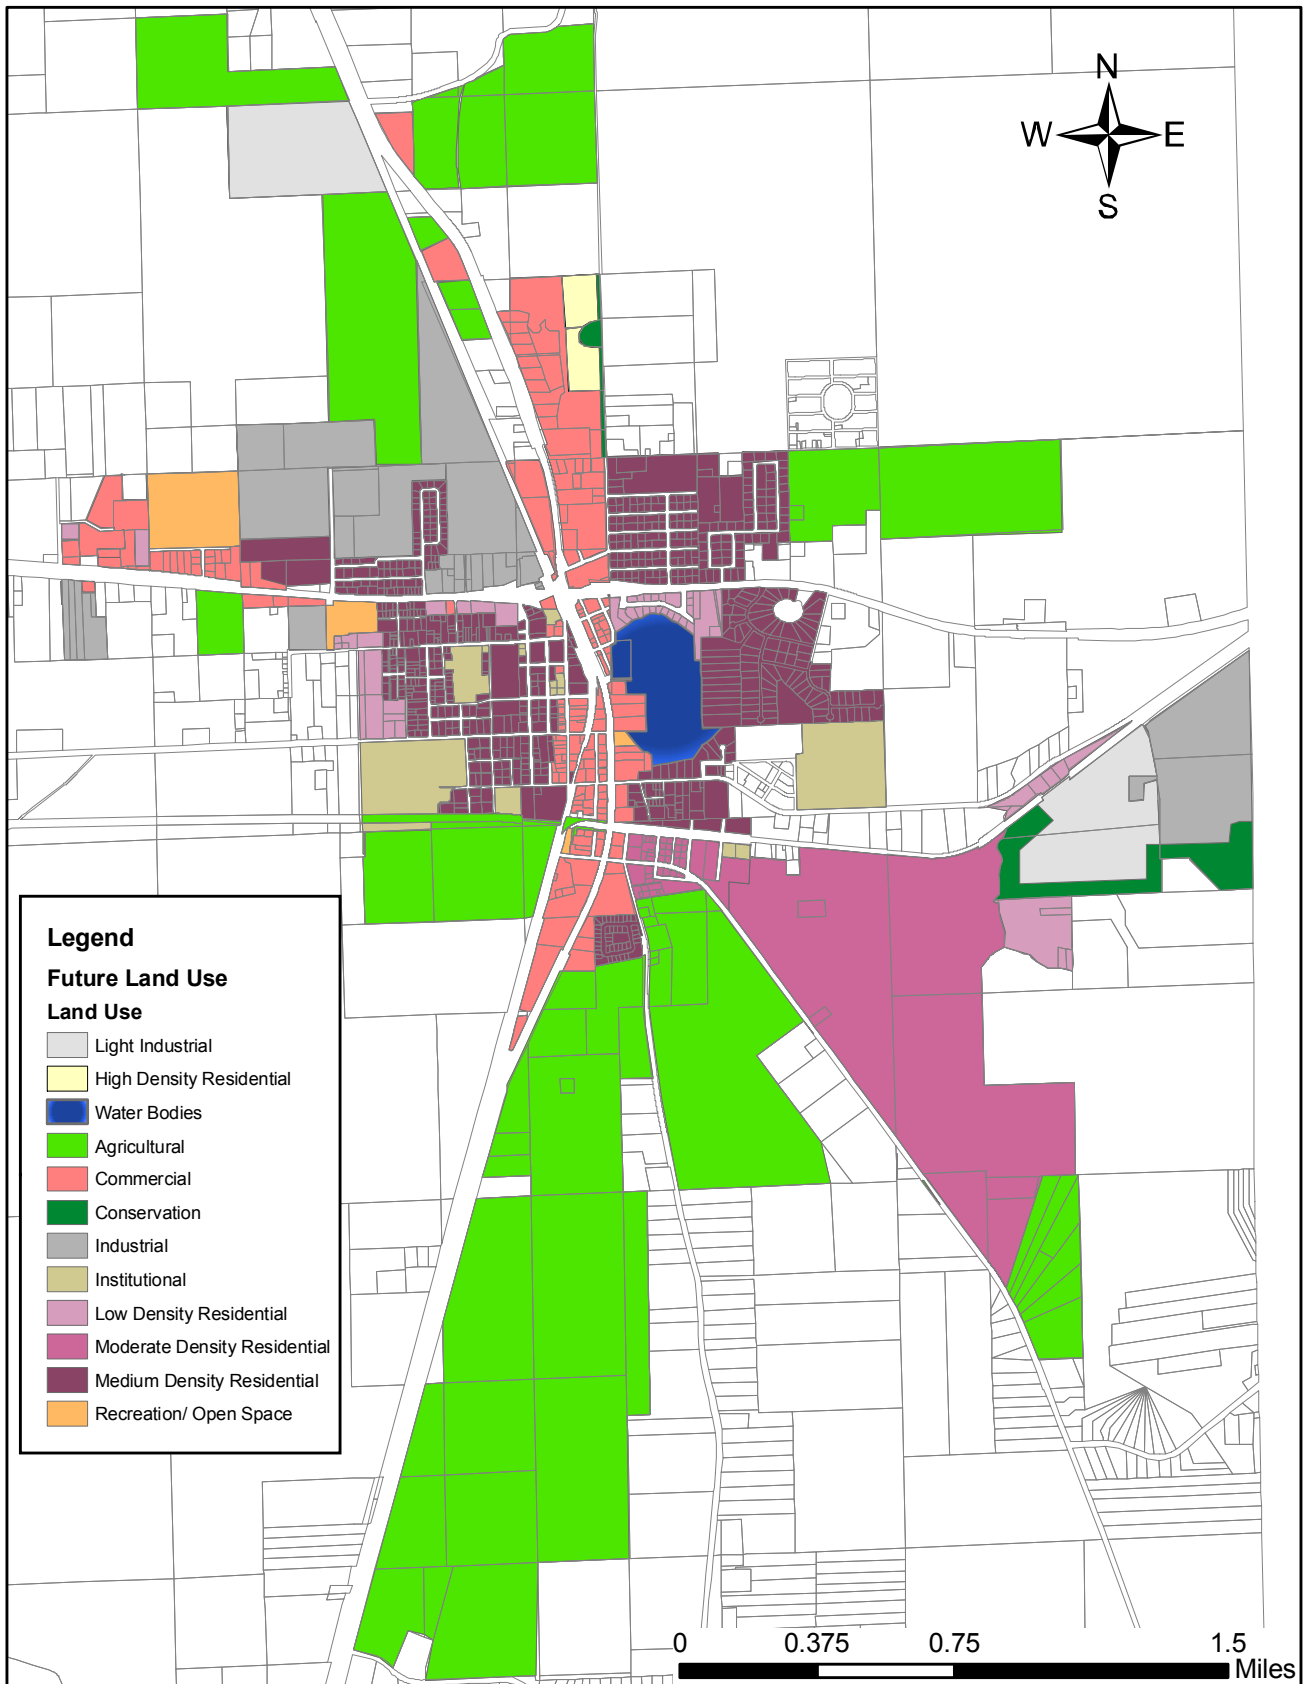 N
W E
S
Legend
Future Land Use
Land Use
Light Industrial
High Density Residential
Water Bodies
Agricultural
Commercial
Conservation
Industrial
Institutional
Low Density Residential
Moderate Density Residential
Medium Density Residential
Recreation/ Open Space
0 0.375 0.75 1.5
Miles